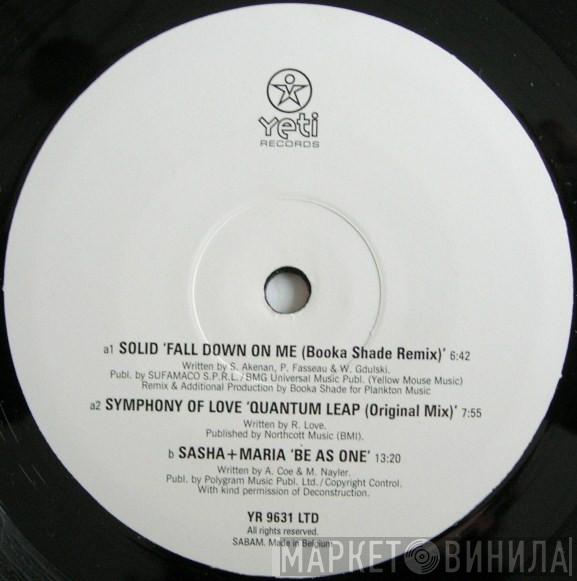 Yeti
RECORDS
a1 SOLID 'FALL DOWN ON ME (Booka Shade Remix)' 6:42
Written by S. Akenan, P. Fasseau & W. Gdulski.
Publ. by SUFAMACO S.P.R.L./BMG Universal Music Publ. (Yellow Mouse Music)
Remix & Additional Production by Booka Shade for Plankton Music
a2 SYMPHONY OF LOVE 'QUANTUM LEAP (Original Mix)' 7:55
Written by R. Love.
Published by Northcott Music (BMI).
b SASHA+MARIA 'BE AS ONE' 13:20
Written by A. Coe & M. Nayler.
Publ. by Polygram Music Publ. Ltd./Copyright Control.
With kind permission of Deconstruction.
YR 9631 LTD
All rights reserved.
SABAM. Made in Belgium
МАРКЕТ ВИНИЛА